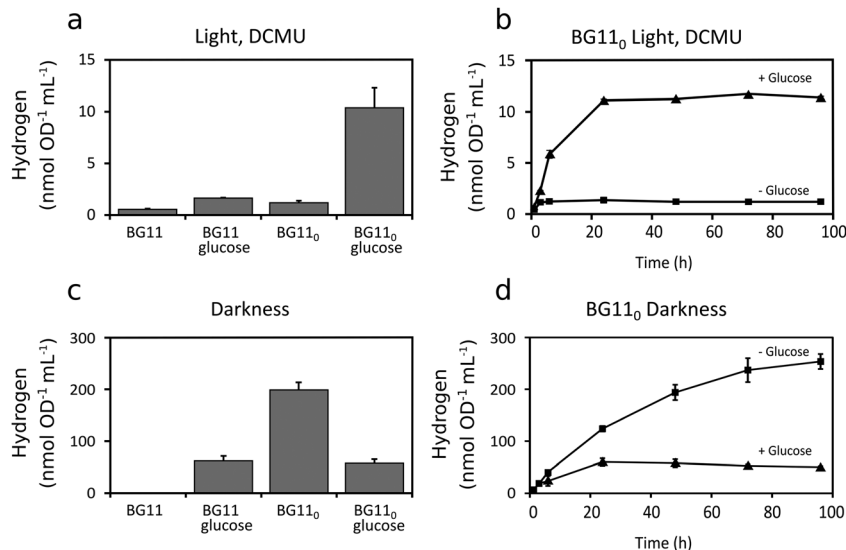 a
Light, DCMU
Hydrogen
(nmol OD⁻¹ mL⁻¹)
15
10
5
0
BG11
BG11
glucose
BG11₀
BG11₀
glucose
b
BG11₀ Light, DCMU
Hydrogen
(nmol OD⁻¹ mL⁻¹)
15
10
5
0
+ Glucose
- Glucose
0 20 40 60 80 100
Time (h)
c
Darkness
Hydrogen
(nmol OD⁻¹ mL⁻¹)
300
200
100
0
BG11
BG11
glucose
BG11₀
BG11₀
glucose
d
BG11₀ Darkness
Hydrogen
(nmol OD⁻¹ mL⁻¹)
300
200
100
50
0
- Glucose
+ Glucose
0 20 40 60 80 100
Time (h)